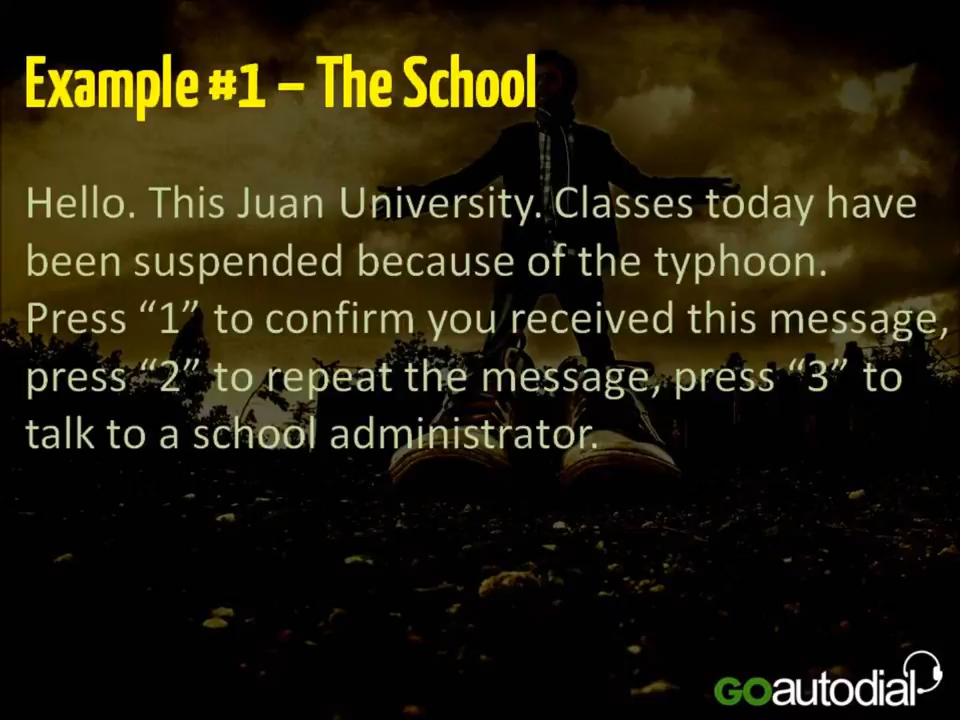 Example #1 – The School
Hello. This Juan University. Classes today have
been suspended because of the typhoon.
Press “1” to confirm you received this message,
press “2” to repeat the message, press “3” to
talk to a school administrator.
GOautodial